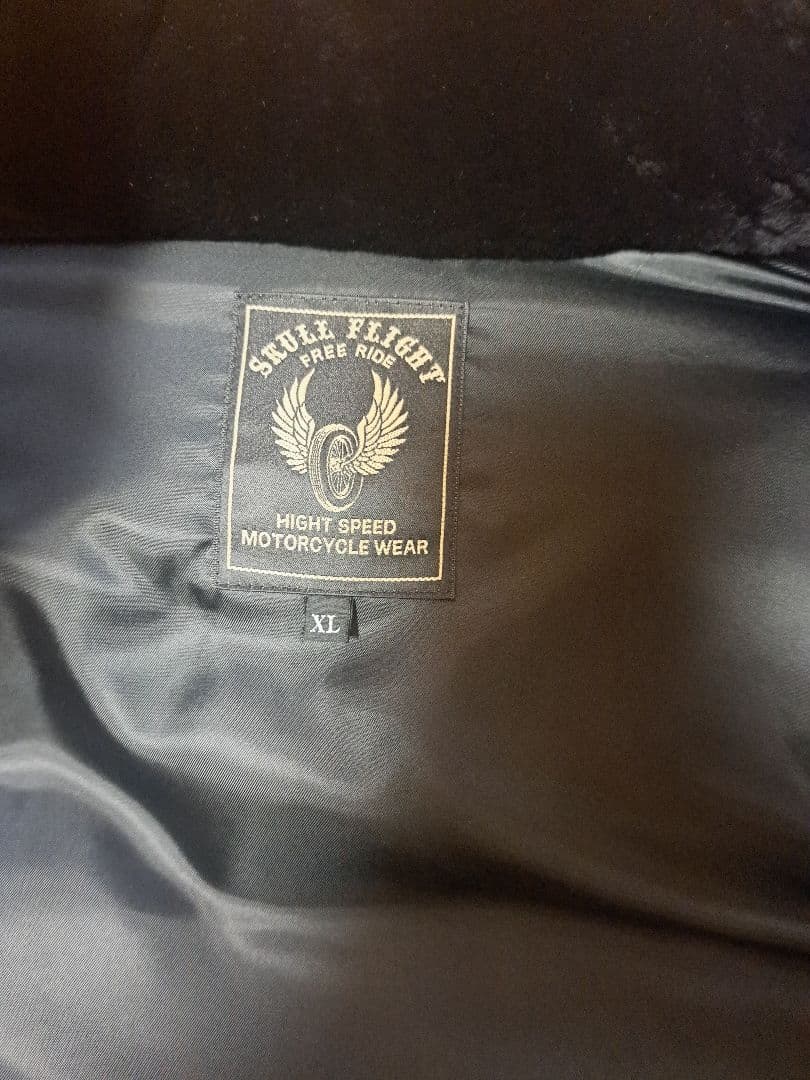 SKULL FLIGHT
FREE RIDE
HIGHT SPEED
MOTORCYCLE WEAR
XL